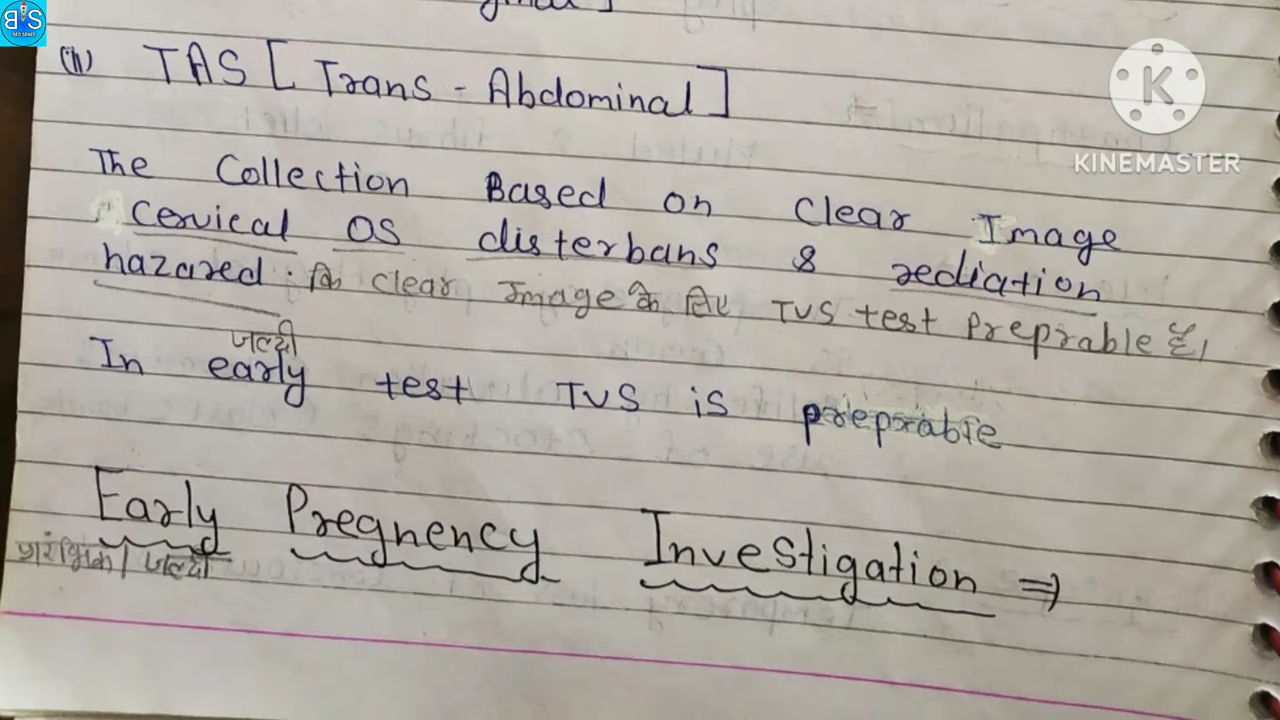 (ii) TAS [Trans - Abdominal]
The Collection Based on Clear Image
cervical OS disterbans & rediation
hazared : कि clear Image के लिए TVS test Preprable है।
जल्दी
In early test TVS is preprable
Early Pregnency Investigation ⇒
प्रारंभिक / जल्दी
BIS
K
KINEMASTER